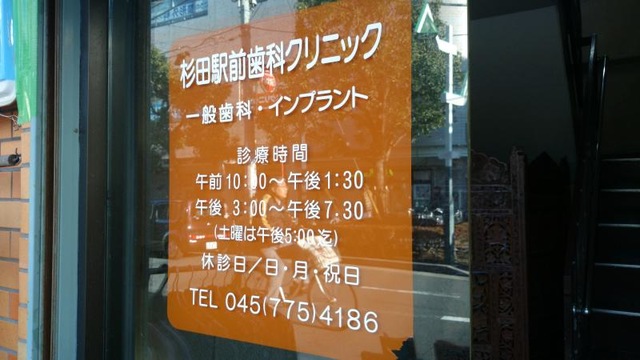 杉田駅前歯科クリニック
一般歯科・インプラント
診療時間
午前10:00～午後1:30
午後 3:00～午後7.30
(土曜は午後5:00迄)
休診日／日・月・祝日
TEL 045(775)4186